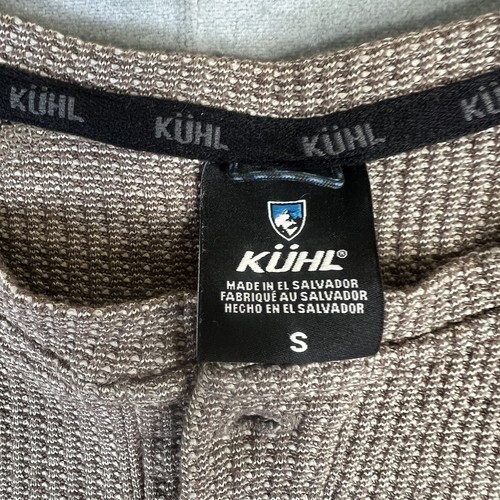 KÜHL KÜHL KÜHL KÜHL
KÜHL®
MADE IN EL SALVADOR
FABRIQUÉ AU SALVADOR
HECHO EN EL SALVADOR
S